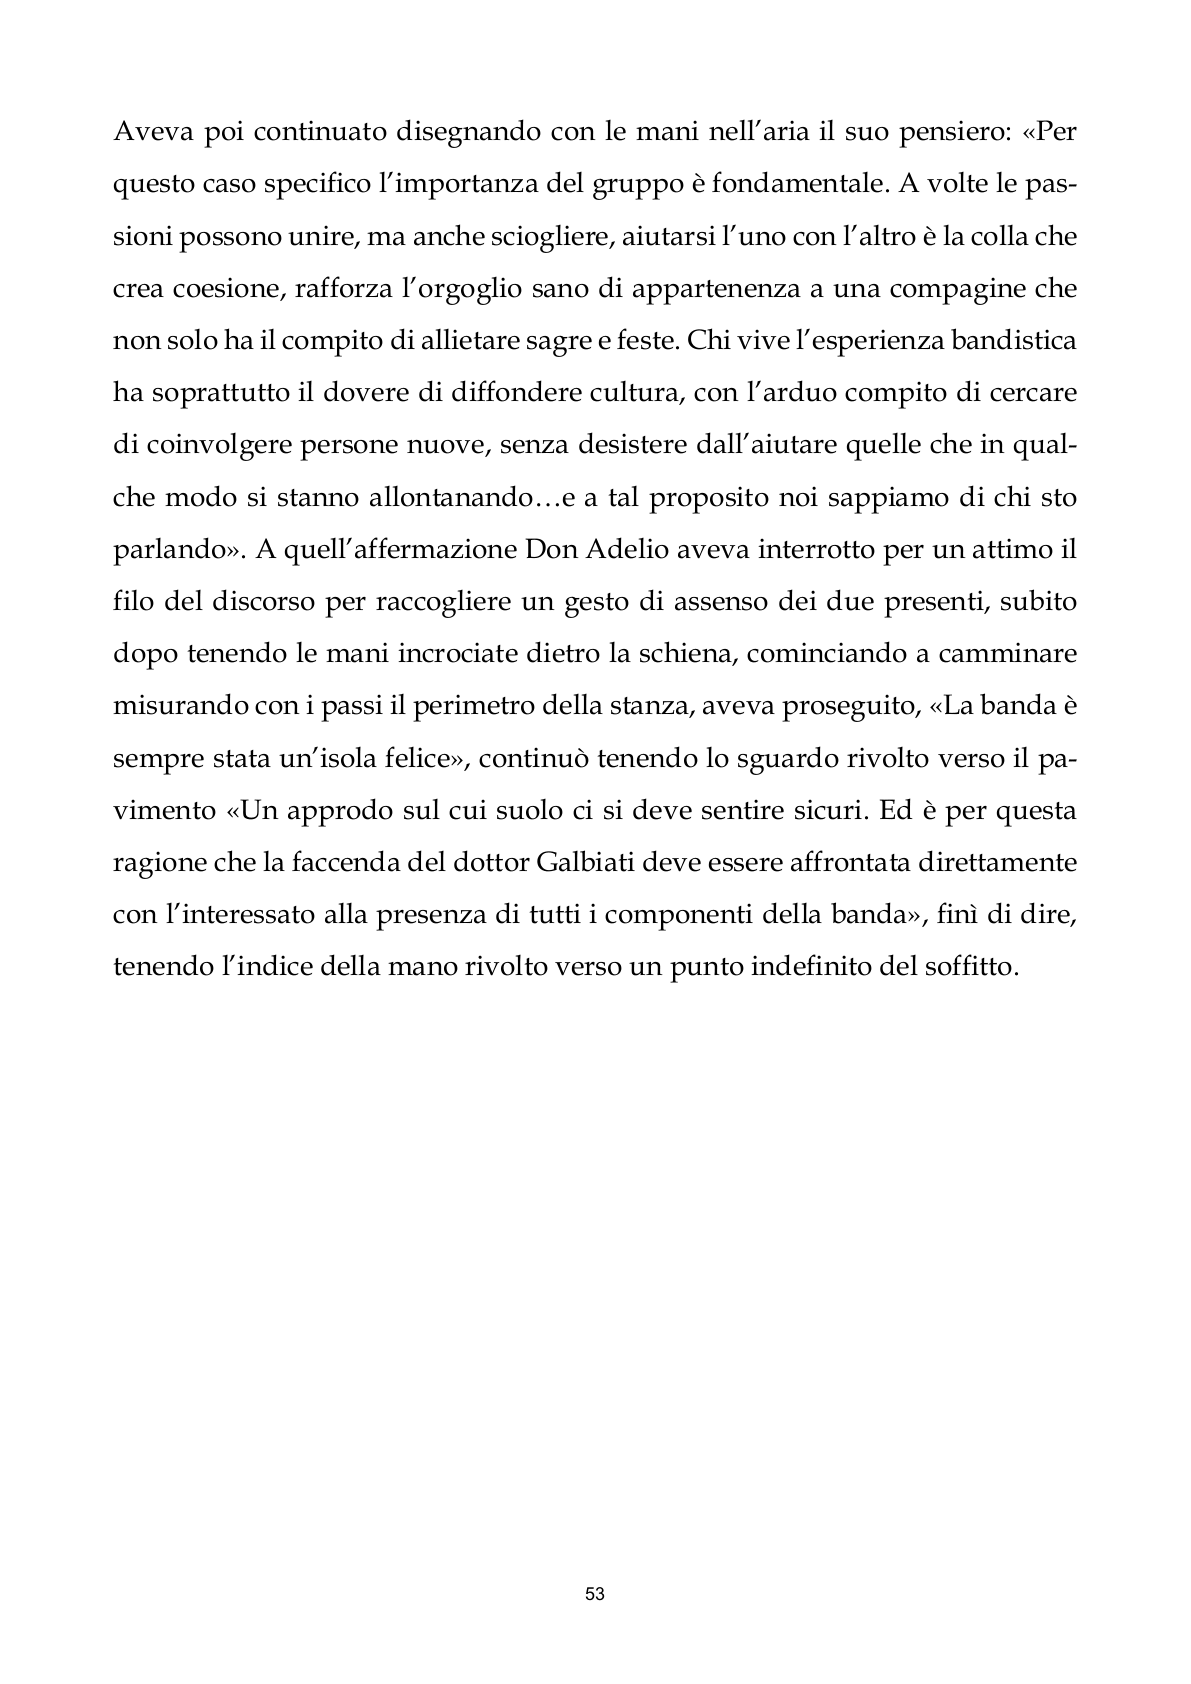 Aveva poi continuato disegnando con le mani nell’aria il suo pensiero: «Per
questo caso specifico l’importanza del gruppo è fondamentale. A volte le pas-
sioni possono unire, ma anche sciogliere, aiutarsi l’uno con l’altro è la colla che
crea coesione, rafforza l’orgoglio sano di appartenenza a una compagine che
non solo ha il compito di allietare sagre e feste. Chi vive l’esperienza bandistica
ha soprattutto il dovere di diffondere cultura, con l’arduo compito di cercare
di coinvolgere persone nuove, senza desistere dall’aiutare quelle che in qual-
che modo si stanno allontanando…e a tal proposito noi sappiamo di chi sto
parlando». A quell’affermazione Don Adelio aveva interrotto per un attimo il
filo del discorso per raccogliere un gesto di assenso dei due presenti, subito
dopo tenendo le mani incrociate dietro la schiena, cominciando a camminare
misurando con i passi il perimetro della stanza, aveva proseguito, «La banda è
sempre stata un’isola felice», continuò tenendo lo sguardo rivolto verso il pa-
vimento «Un approdo sul cui suolo ci si deve sentire sicuri. Ed è per questa
ragione che la faccenda del dottor Galbiati deve essere affrontata direttamente
con l’interessato alla presenza di tutti i componenti della banda», finì di dire,
tenendo l’indice della mano rivolto verso un punto indefinito del soffitto.
53